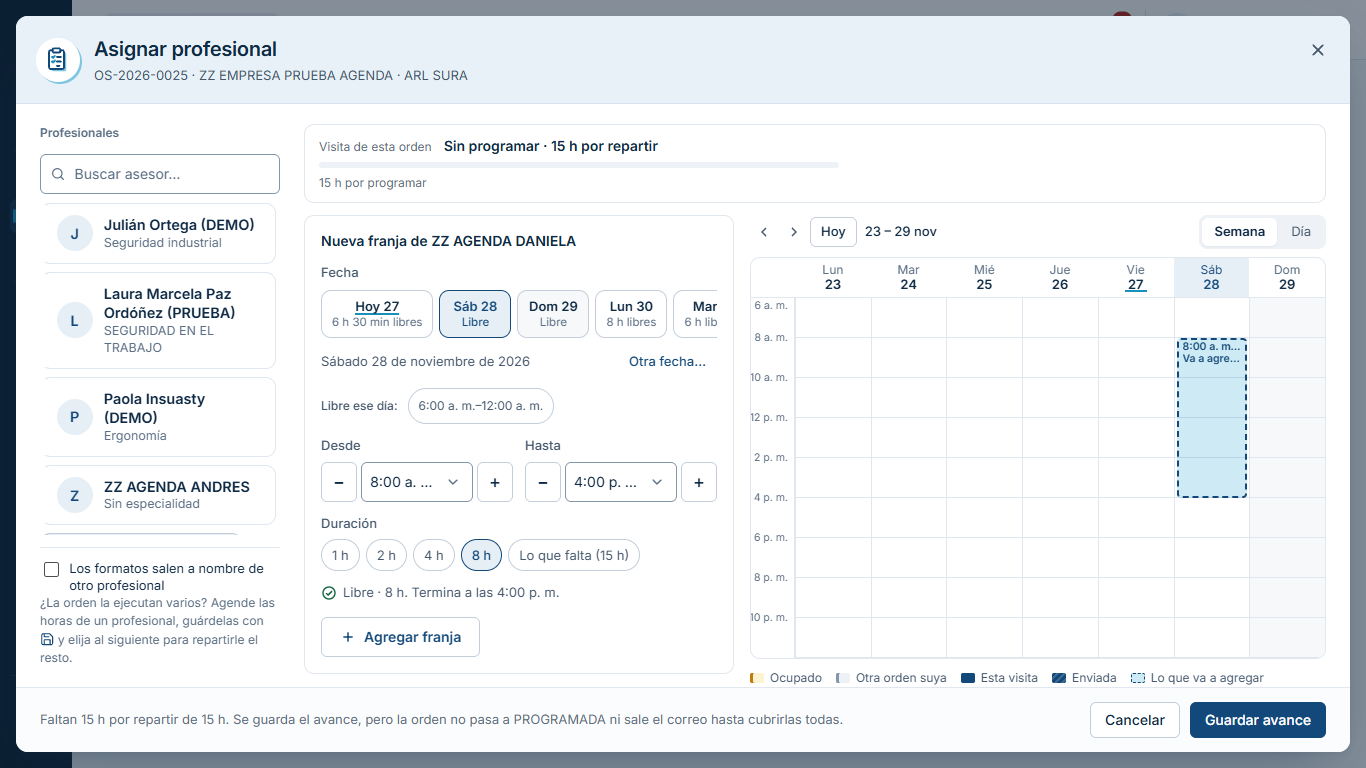 Asignar profesional
OS-2026-0025 · ZZ EMPRESA PRUEBA AGENDA · ARL SURA
Profesionales
Buscar asesor...
J
Julián Ortega (DEMO)
Seguridad industrial
L
Laura Marcela Paz
Ordóñez (PRUEBA)
SEGURIDAD EN EL
TRABAJO
P
Paola Insuasty
(DEMO)
Ergonomía
Z
ZZ AGENDA ANDRES
Sin especialidad
Los formatos salen a nombre de
otro profesional
¿La orden la ejecutan varios? Agende las
horas de un profesional, guárdelas con
y elija al siguiente para repartirle el
resto.
Visita de esta orden Sin programar · 15 h por repartir
15 h por programar
Nueva franja de ZZ AGENDA DANIELA
Fecha
Hoy 27
6 h 30 min libres
Sáb 28
Libre
Dom 29
Libre
Lun 30
8 h libres
Mar
6 h lib
Sábado 28 de noviembre de 2026 Otra fecha...
Libre ese día: 6:00 a. m.–12:00 a. m.
Desde Hasta
− 8:00 a. ... + − 4:00 p. ... +
Duración
1 h 2 h 4 h 8 h Lo que falta (15 h)
Libre · 8 h. Termina a las 4:00 p. m.
+ Agregar franja
Hoy 23 – 29 nov Semana Día
Lun Mar Mié Jue Vie Sáb Dom
23 24 25 26 27 28 29
6 a. m.
8 a. m.
8:00 a. m...
Va a agre...
10 a. m.
12 p. m.
2 p. m.
4 p. m.
6 p. m.
8 p. m.
10 p. m.
Ocupado Otra orden suya Esta visita Enviada Lo que va a agregar
Faltan 15 h por repartir de 15 h. Se guarda el avance, pero la orden no pasa a PROGRAMADA ni sale el correo hasta cubrirlas todas.
Cancelar Guardar avance